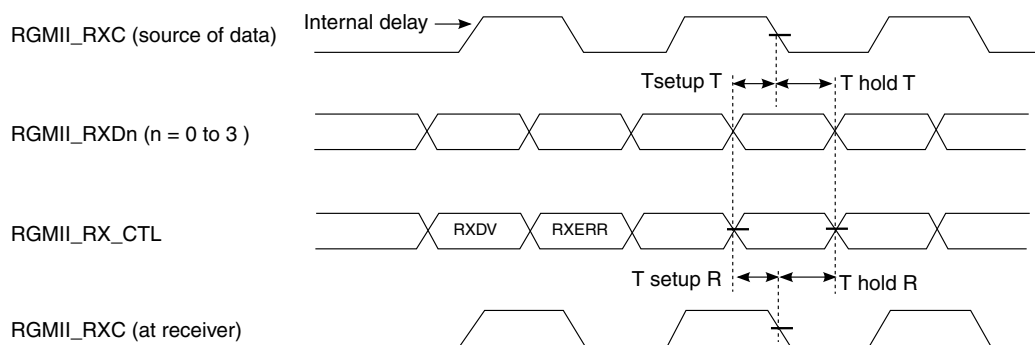 Internal delay
RGMII_RXC (source of data)
Tsetup T
T hold T
RGMII_RXDn (n = 0 to 3 )
RXDV
RXERR
RGMII_RX_CTL
T setup R
T hold R
RGMII_RXC (at receiver)